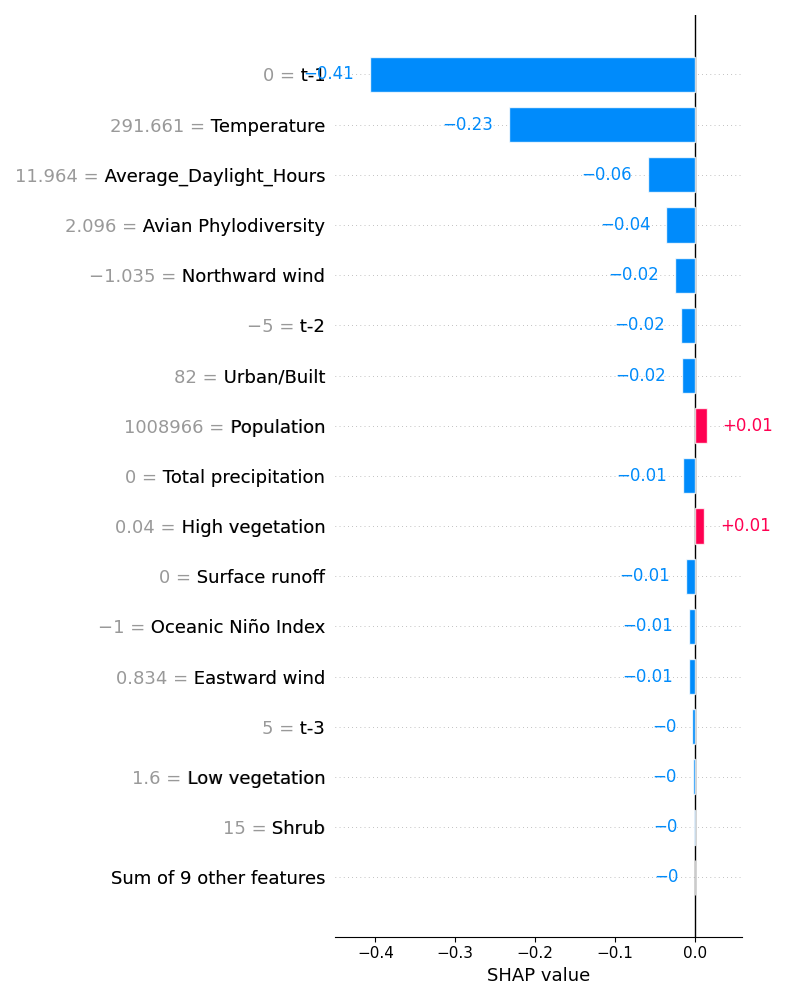 0 = t-1 −0.41
291.661 = Temperature −0.23
11.964 = Average_Daylight_Hours −0.06
2.096 = Avian Phylodiversity −0.04
−1.035 = Northward wind −0.02
−5 = t-2 −0.02
82 = Urban/Built −0.02
1008966 = Population +0.01
0 = Total precipitation −0.01
0.04 = High vegetation +0.01
0 = Surface runoff −0.01
−1 = Oceanic Niño Index −0.01
0.834 = Eastward wind −0.01
5 = t-3 −0
1.6 = Low vegetation −0
15 = Shrub −0
Sum of 9 other features −0
−0.4 −0.3 −0.2 −0.1 0.0
SHAP value